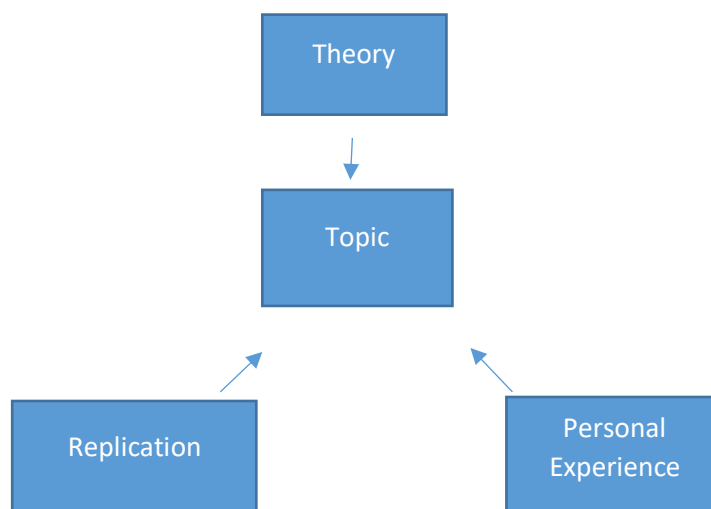 Theory
Topic
Replication
Personal
Experience